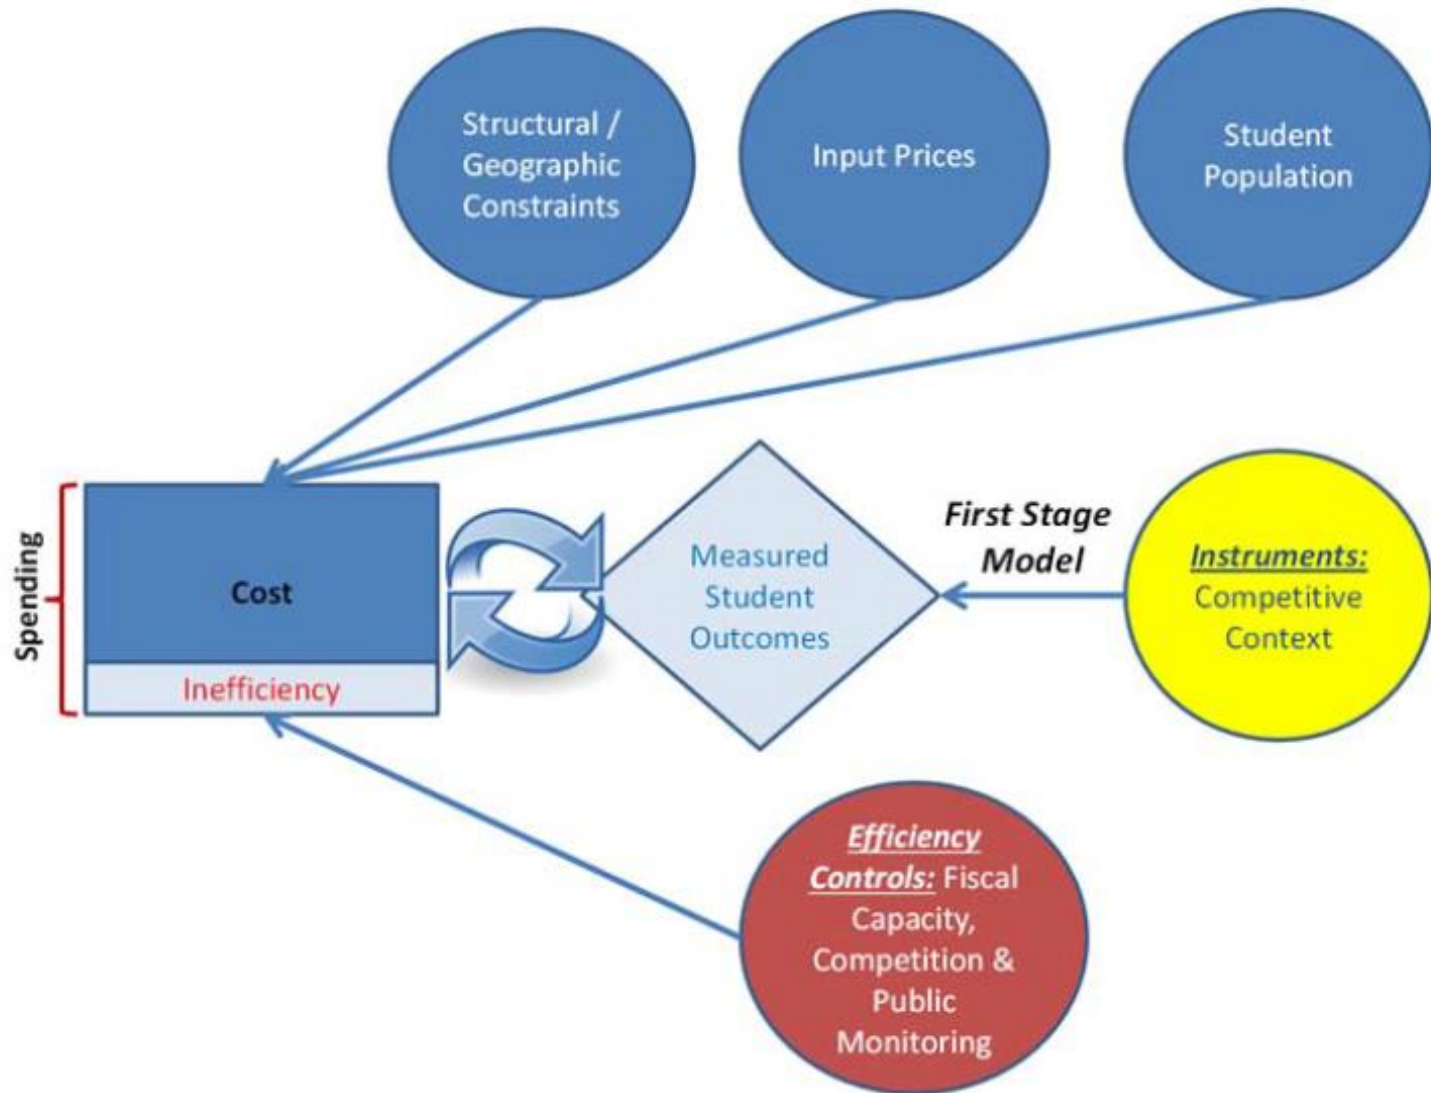 Structural /
Geographic
Constraints
Input Prices
Student
Population
Spending
Cost
Inefficiency
Measured
Student
Outcomes
First Stage
Model
Instruments:
Competitive
Context
Efficiency
Controls: Fiscal
Capacity,
Competition &
Public
Monitoring